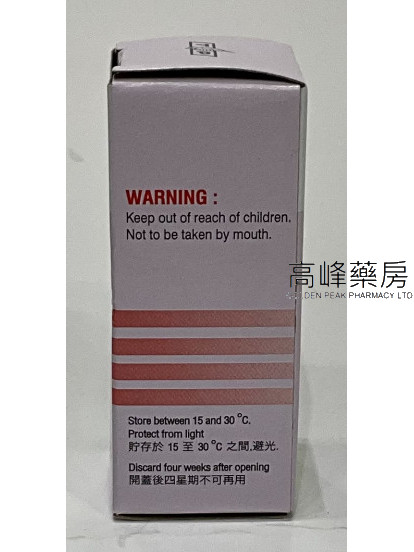 WARNING :
Keep out of reach of children.
Not to be taken by mouth.
高峰藥房
GOLDEN PEAK PHARMACY LTD
Store between 15 and 30 °C.
Protect from light
貯存於 15 至 30 °C 之間,避光.
Discard four weeks after opening
開蓋後四星期不可再用